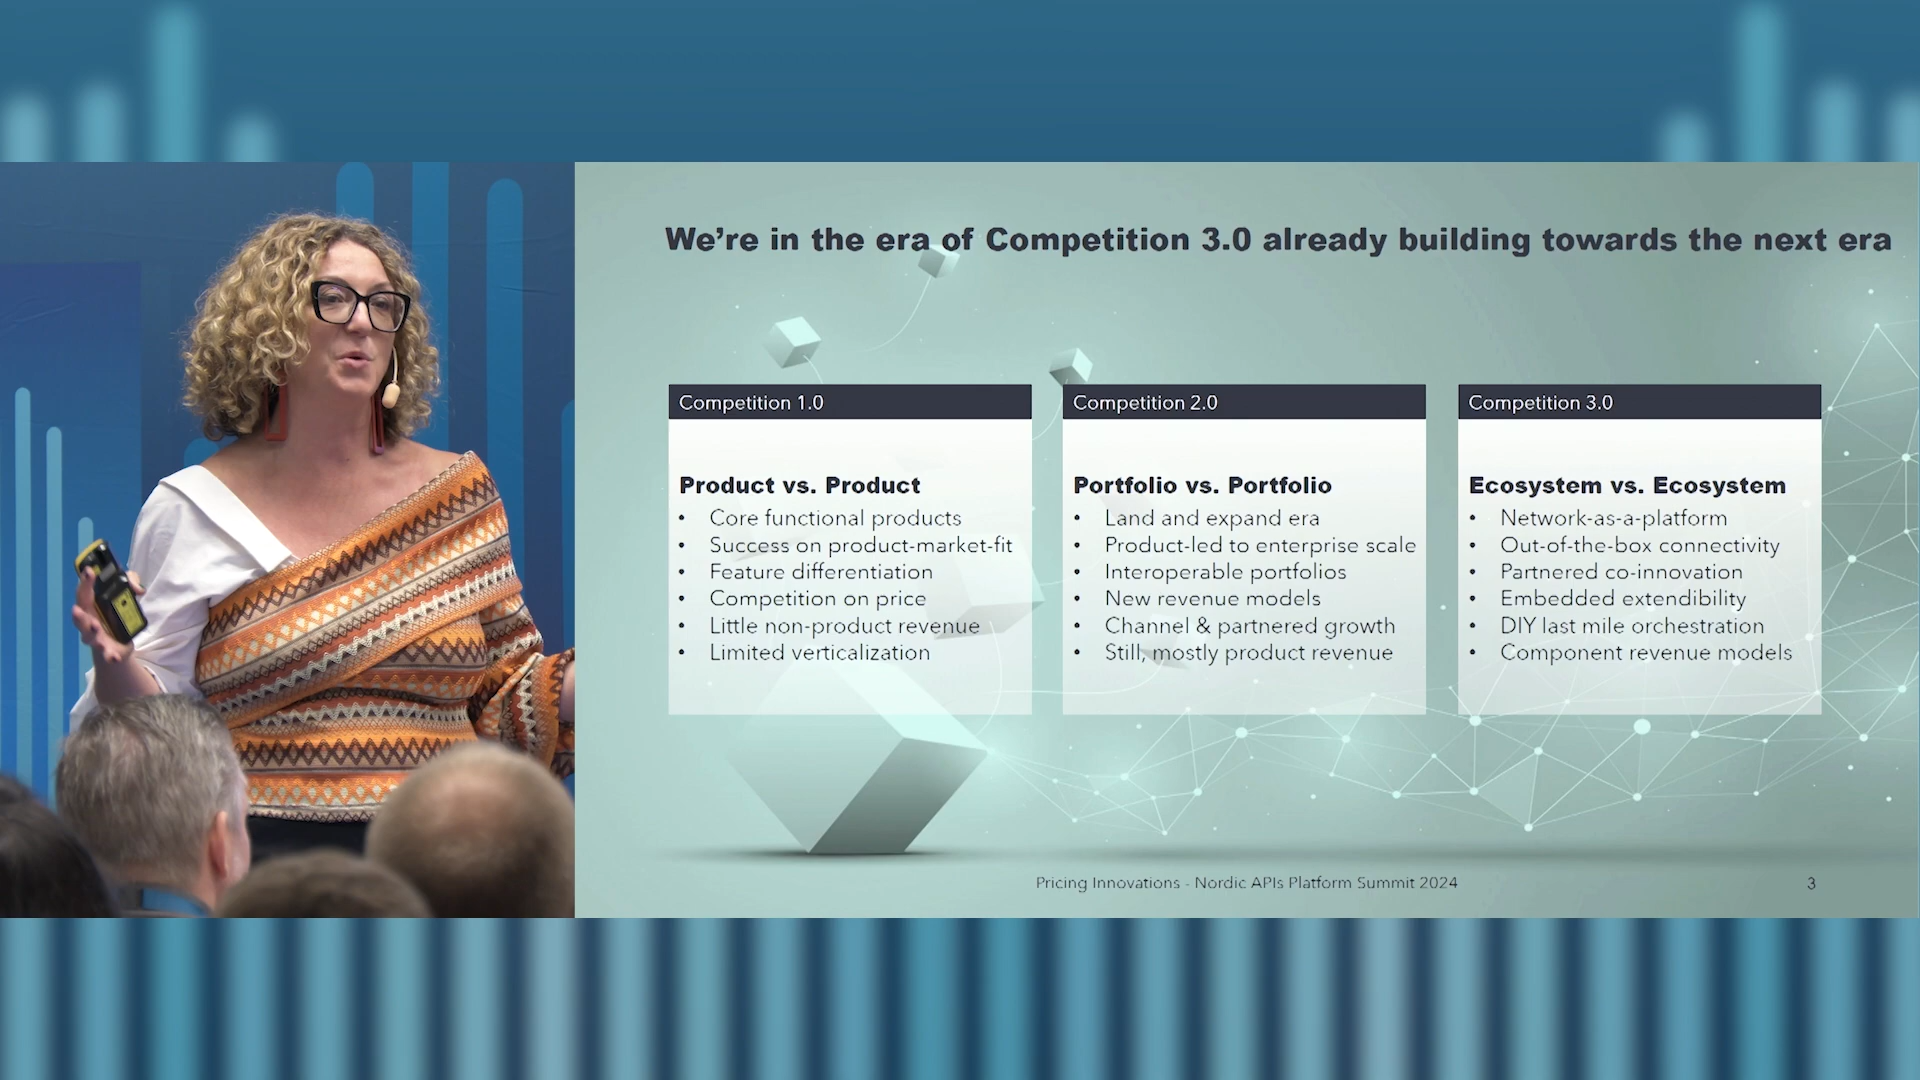 We’re in the era of Competition 3.0 already building towards the next era
Competition 1.0
Product vs. Product
• Core functional products
• Success on product-market-fit
• Feature differentiation
• Competition on price
• Little non-product revenue
• Limited verticalization
Competition 2.0
Portfolio vs. Portfolio
• Land and expand era
• Product-led to enterprise scale
• Interoperable portfolios
• New revenue models
• Channel & partnered growth
• Still, mostly product revenue
Competition 3.0
Ecosystem vs. Ecosystem
• Network-as-a-platform
• Out-of-the-box connectivity
• Partnered co-innovation
• Embedded extendibility
• DIY last mile orchestration
• Component revenue models
Pricing Innovations - Nordic APIs Platform Summit 2024
3